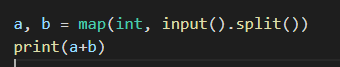 a, b = map(int, input().split())
print(a+b)